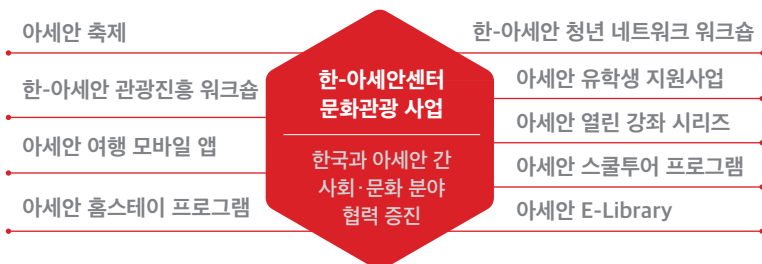 아세안 축제
한-아세안 관광진흥 워크숍
아세안 여행 모바일 앱
아세안 홈스테이 프로그램
한-아세안센터
문화관광 사업
한국과 아세안 간
사회·문화 분야
협력 증진
한-아세안 청년 네트워크 워크숍
아세안 유학생 지원사업
아세안 열린 강좌 시리즈
아세안 스쿨투어 프로그램
아세안 E-Library